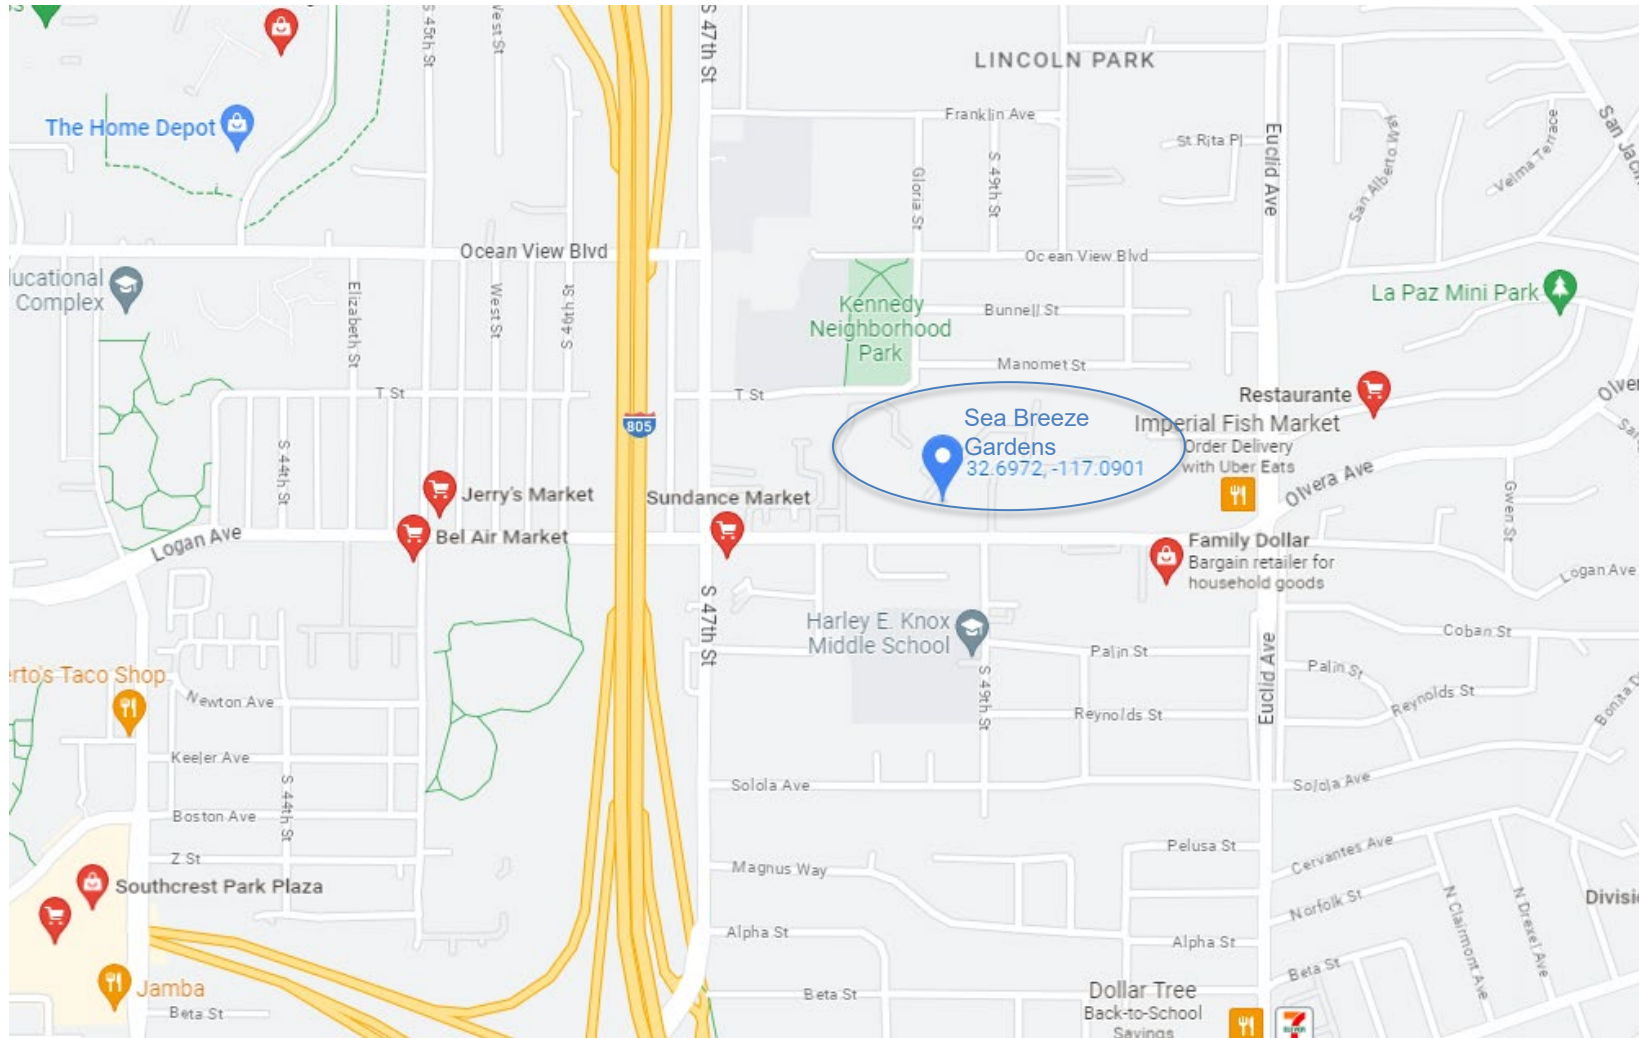 S 45th St
West St
S 47th St
LINCOLN PARK
The Home Depot
Franklin Ave
St Rita Pl
Euclid Ave
San Alberto Way
Velma Terrace
Gloria St
S 49th St
Ocean View Blvd
Ocean View Blvd
ucational
Complex
Elizabeth St
West St
S 46th St
Kennedy
Neighborhood
Park
Bunnell St
La Paz Mini Park
Manomet St
T St
T St
805
Restaurante
Imperial Fish Market
Order Delivery
with Uber Eats
Sea Breeze
Gardens
32.6972, -117.0901
S 44th St
Jerry's Market
Sundance Market
Olvera Ave
Gwen St
Logan Ave
Bel Air Market
Family Dollar
Bargain retailer for
household goods
Logan Ave
S 47th St
Harley E. Knox
Middle School
Coban St
Palin St
Palin St
Euclid Ave
erto's Taco Shop
Newton Ave
S 49th St
Reynolds St
Reynolds St
Keeler Ave
S 44th St
Solola Ave
Solola Ave
Boston Ave
Z St
Pelusa St
Cervantes Ave
Magnus Way
Southcrest Park Plaza
Norfolk St
N Clairmont Ave
N Drexel Ave
Divisi
Alpha St
Alpha St
Beta St
Jamba
Beta St
Beta St
Dollar Tree
Back-to-School
Savings
7
ELEVEN